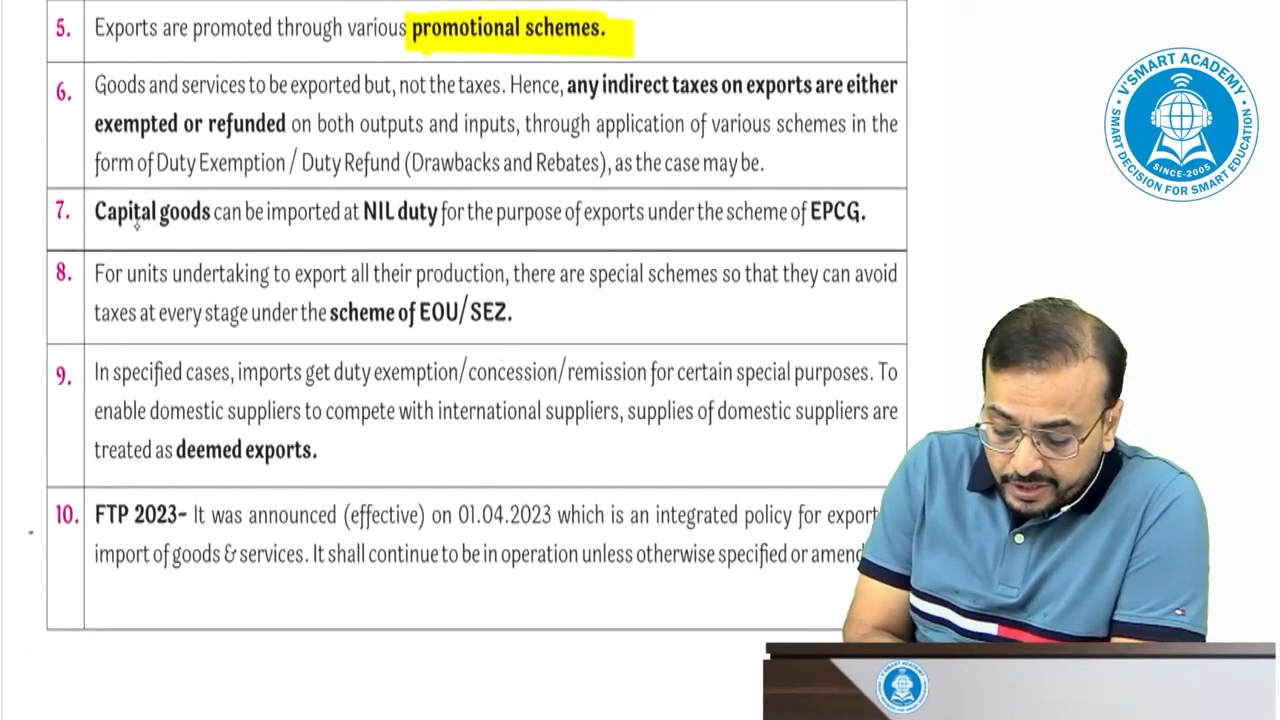 5. Exports are promoted through various promotional schemes.
6. Goods and services to be exported but, not the taxes. Hence, any indirect taxes on exports are either
exempted or refunded on both outputs and inputs, through application of various schemes in the
form of Duty Exemption / Duty Refund (Drawbacks and Rebates), as the case may be.
7. Capital goods can be imported at NIL duty for the purpose of exports under the scheme of EPCG.
8. For units undertaking to export all their production, there are special schemes so that they can avoid
taxes at every stage under the scheme of EOU/SEZ.
9. In specified cases, imports get duty exemption/concession/remission for certain special purposes. To
enable domestic suppliers to compete with international suppliers, supplies of domestic suppliers are
treated as deemed exports.
10. FTP 2023- It was announced (effective) on 01.04.2023 which is an integrated policy for export
import of goods & services. It shall continue to be in operation unless otherwise specified or amend
V'SMART ACADEMY
SMART DECISION FOR SMART EDUCATION
SINCE-2005
V'SMART ACADEMY